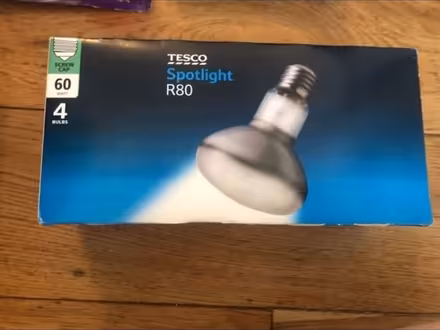 TESCO
Spotlight
R80
SCREW
CAP
60
WATT
4
BULBS